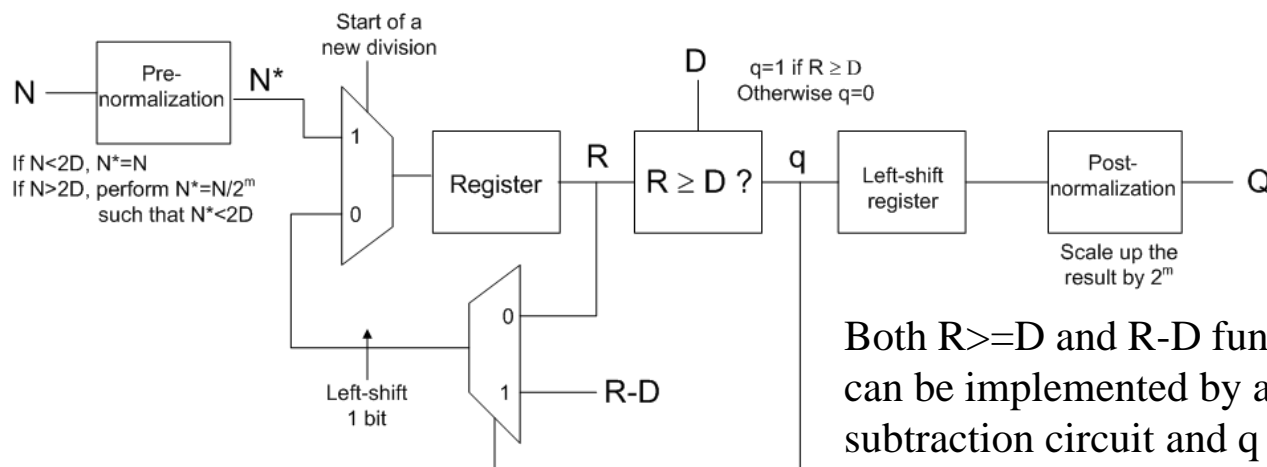 Start of a
new division
N
Pre-
normalization
N*
If N<2D, N*=N
If N>2D, perform N*=N/2^m
such that N*<2D
1
0
Register
R
D
q=1 if R ≥ D
Otherwise q=0
R ≥ D ?
q
Left-shift
register
Post-
normalization
Q
Scale up the
result by 2^m
0
1
R-D
Left-shift
1 bit
Both R>=D and R-D fun
can be implemented by a
subtraction circuit and q